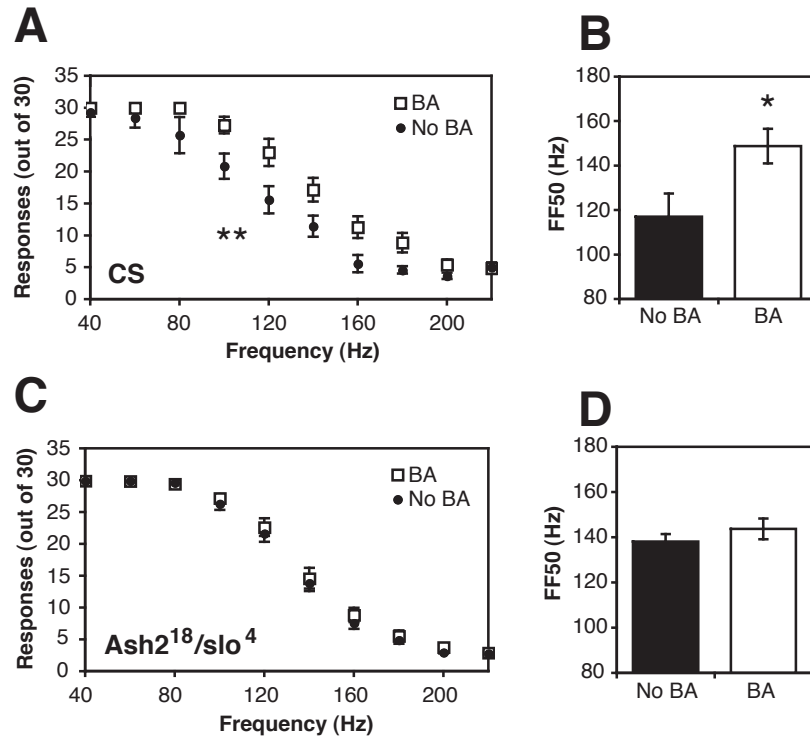 A
Responses (out of 30)
35
30
25
20
15
10
5
0
BA
No BA
**
CS
40 80 120 160 200
Frequency (Hz)
B
FF50 (Hz)
180
160
140
120
100
80
*
No BA BA
C
Responses (out of 30)
35
30
25
20
15
10
5
0
BA
No BA
Ash2¹⁸/slo⁴
40 80 120 160 200
Frequency (Hz)
D
FF50 (Hz)
180
160
140
120
100
80
No BA BA